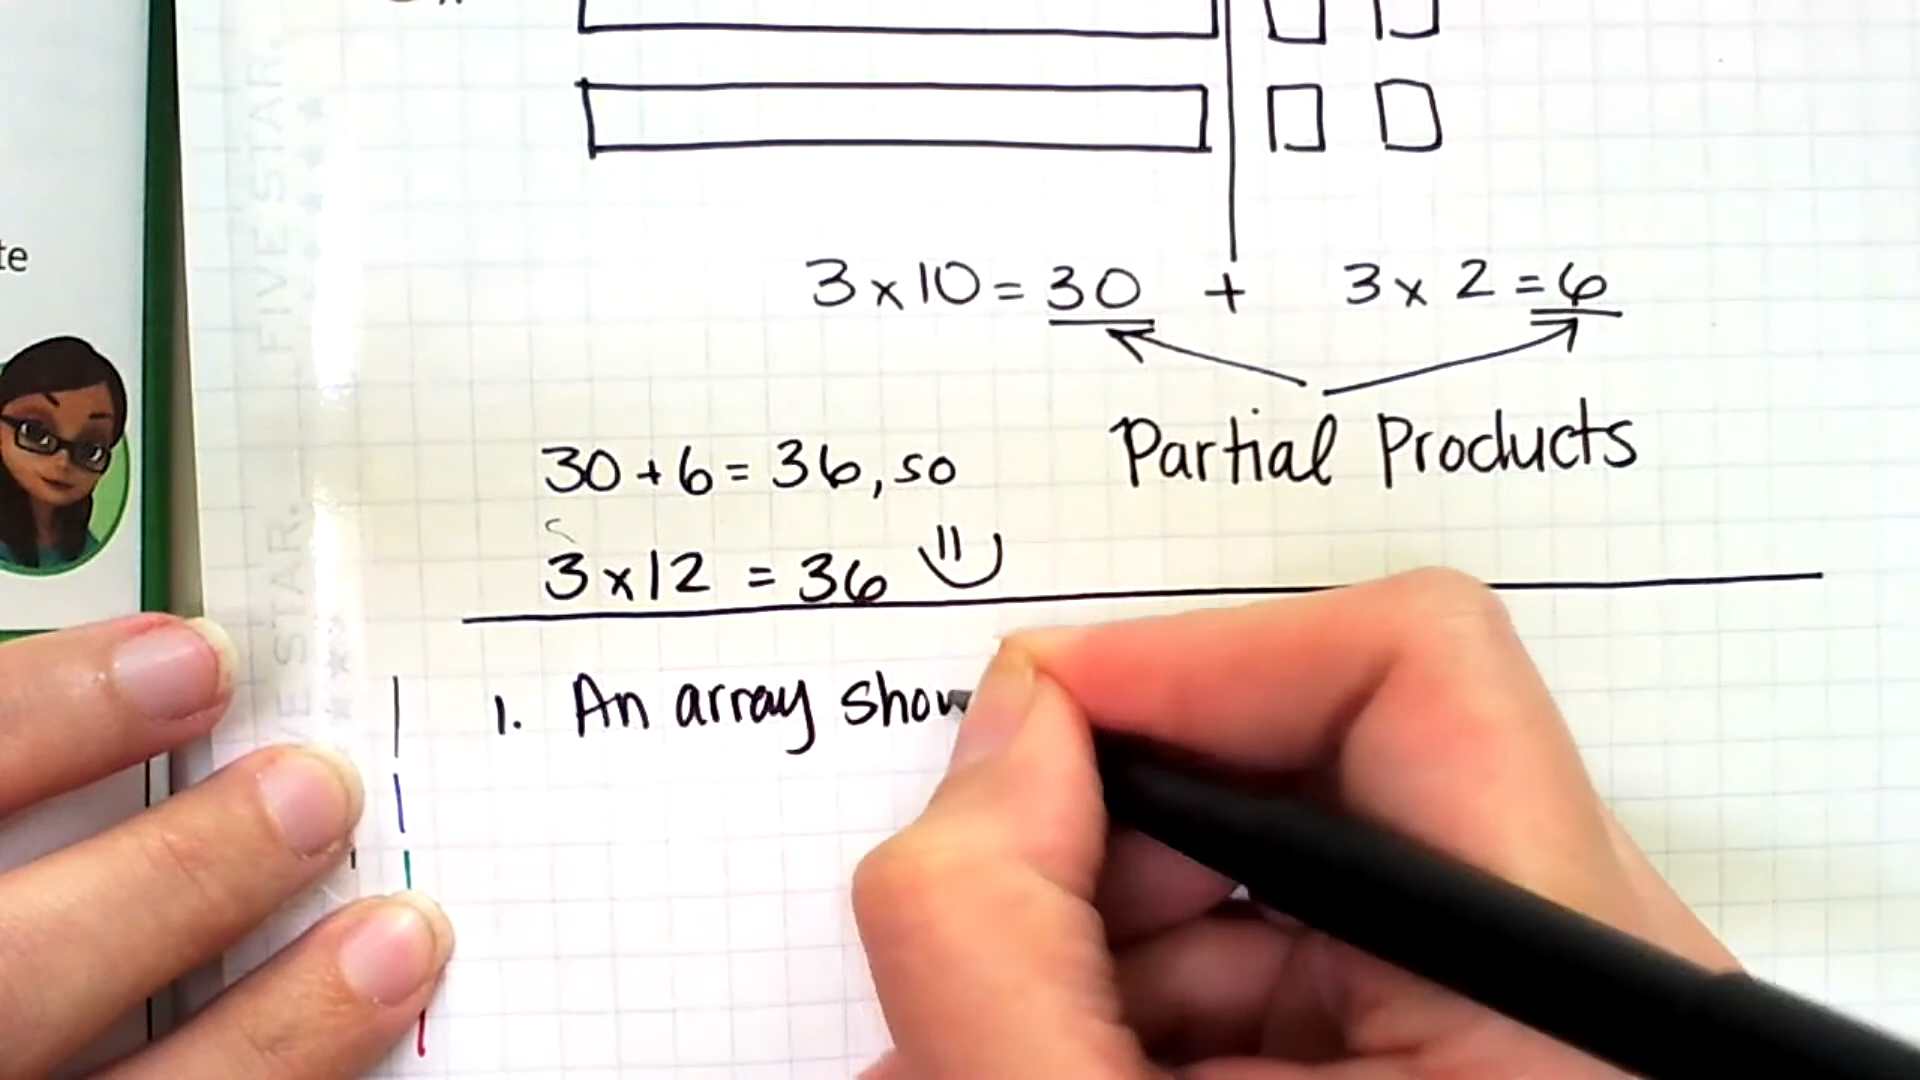 te
FIVE STAR.
3 x 10 = 30 + 3 x 2 = 6
Partial Products
30 + 6 = 36, so
3 x 12 = 36
1. An array show